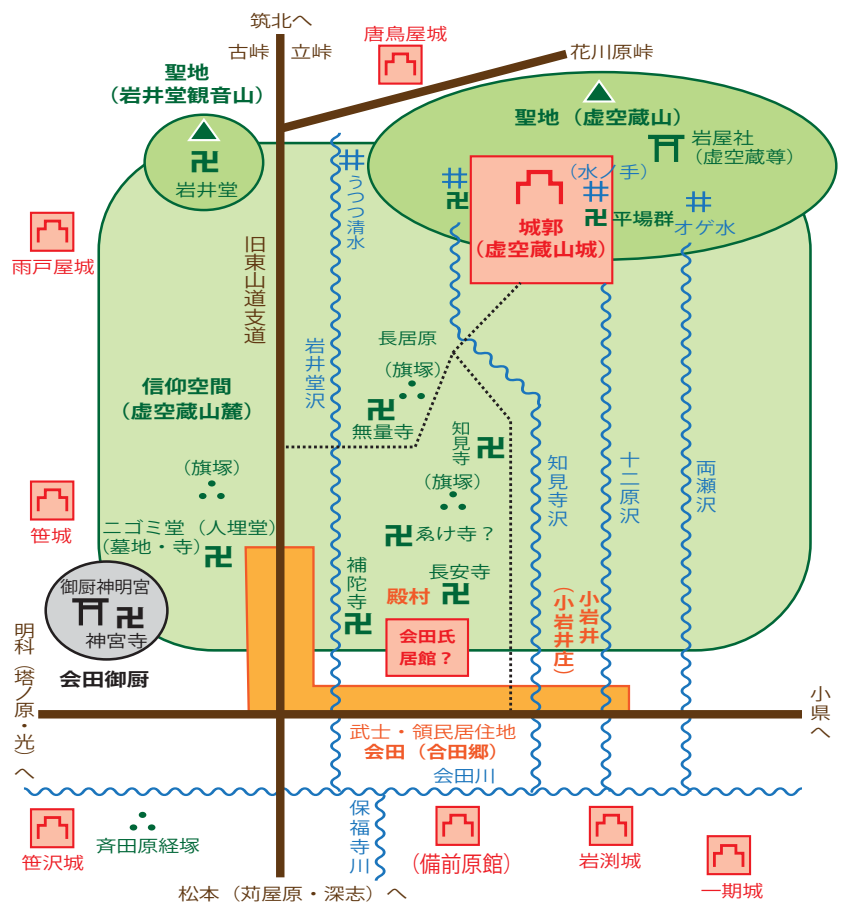 筑北へ
古峠 立峠
唐鳥屋城
花川原峠
聖地
（岩井堂観音山）
岩井堂
聖地（虚空蔵山）
岩屋社
（虚空蔵尊）
（水ノ手）
平場群
オゲ水
城郭
（虚空蔵山城）
うつつ清水
雨戸屋城
旧東山道支道
岩井堂沢
長居原
（旗塚）
無量寺
信仰空間
（虚空蔵山麓）
知見寺
知見寺沢
十二原沢
両瀬沢
（旗塚）
（旗塚）
笹城
ニゴミ堂（人埋堂）
（墓地・寺）
ゑけ寺？
補陀寺
長安寺
殿村
小岩井
（小岩井庄）
御厨神明宮
神宮寺
会田御厨
会田氏
居館？
明科（塔ノ原・光）へ
小県へ
武士・領民居住地
会田（合田郷）
会田川
保福寺川
笹沢城
斉田原経塚
（備前原館）
岩渕城
一期城
松本（苅屋原・深志）へ